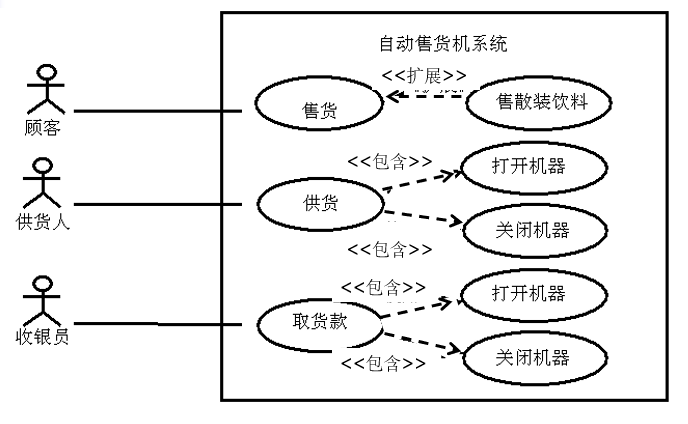 自动售货机系统
<<扩展>>
售货
售散装饮料
顾客
<<包含>>
打开机器
供货
供货人
关闭机器
<<包含>>
<<包含>>
打开机器
取货款
收银员
<<包含>>
关闭机器